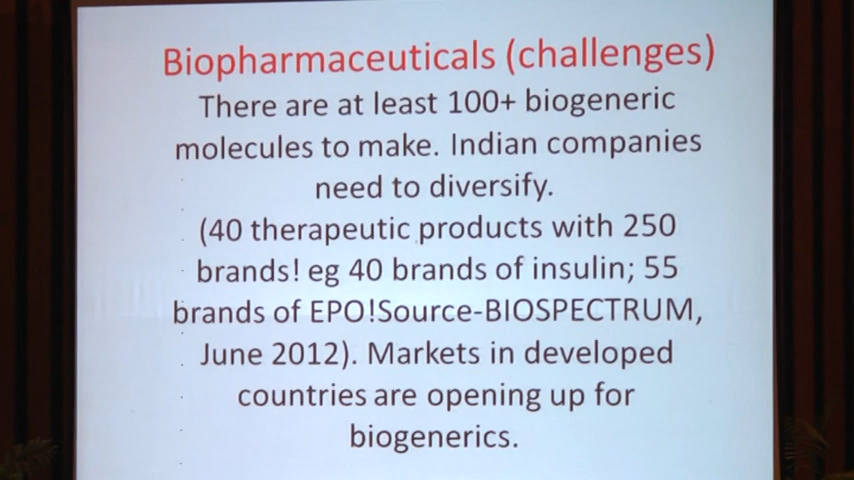 Biopharmaceuticals (challenges)
There are at least 100+ biogeneric
molecules to make. Indian companies
need to diversify.
(40 therapeutic products with 250
brands! eg 40 brands of insulin; 55
brands of EPO!Source-BIOSPECTRUM,
June 2012). Markets in developed
countries are opening up for
biogenerics.